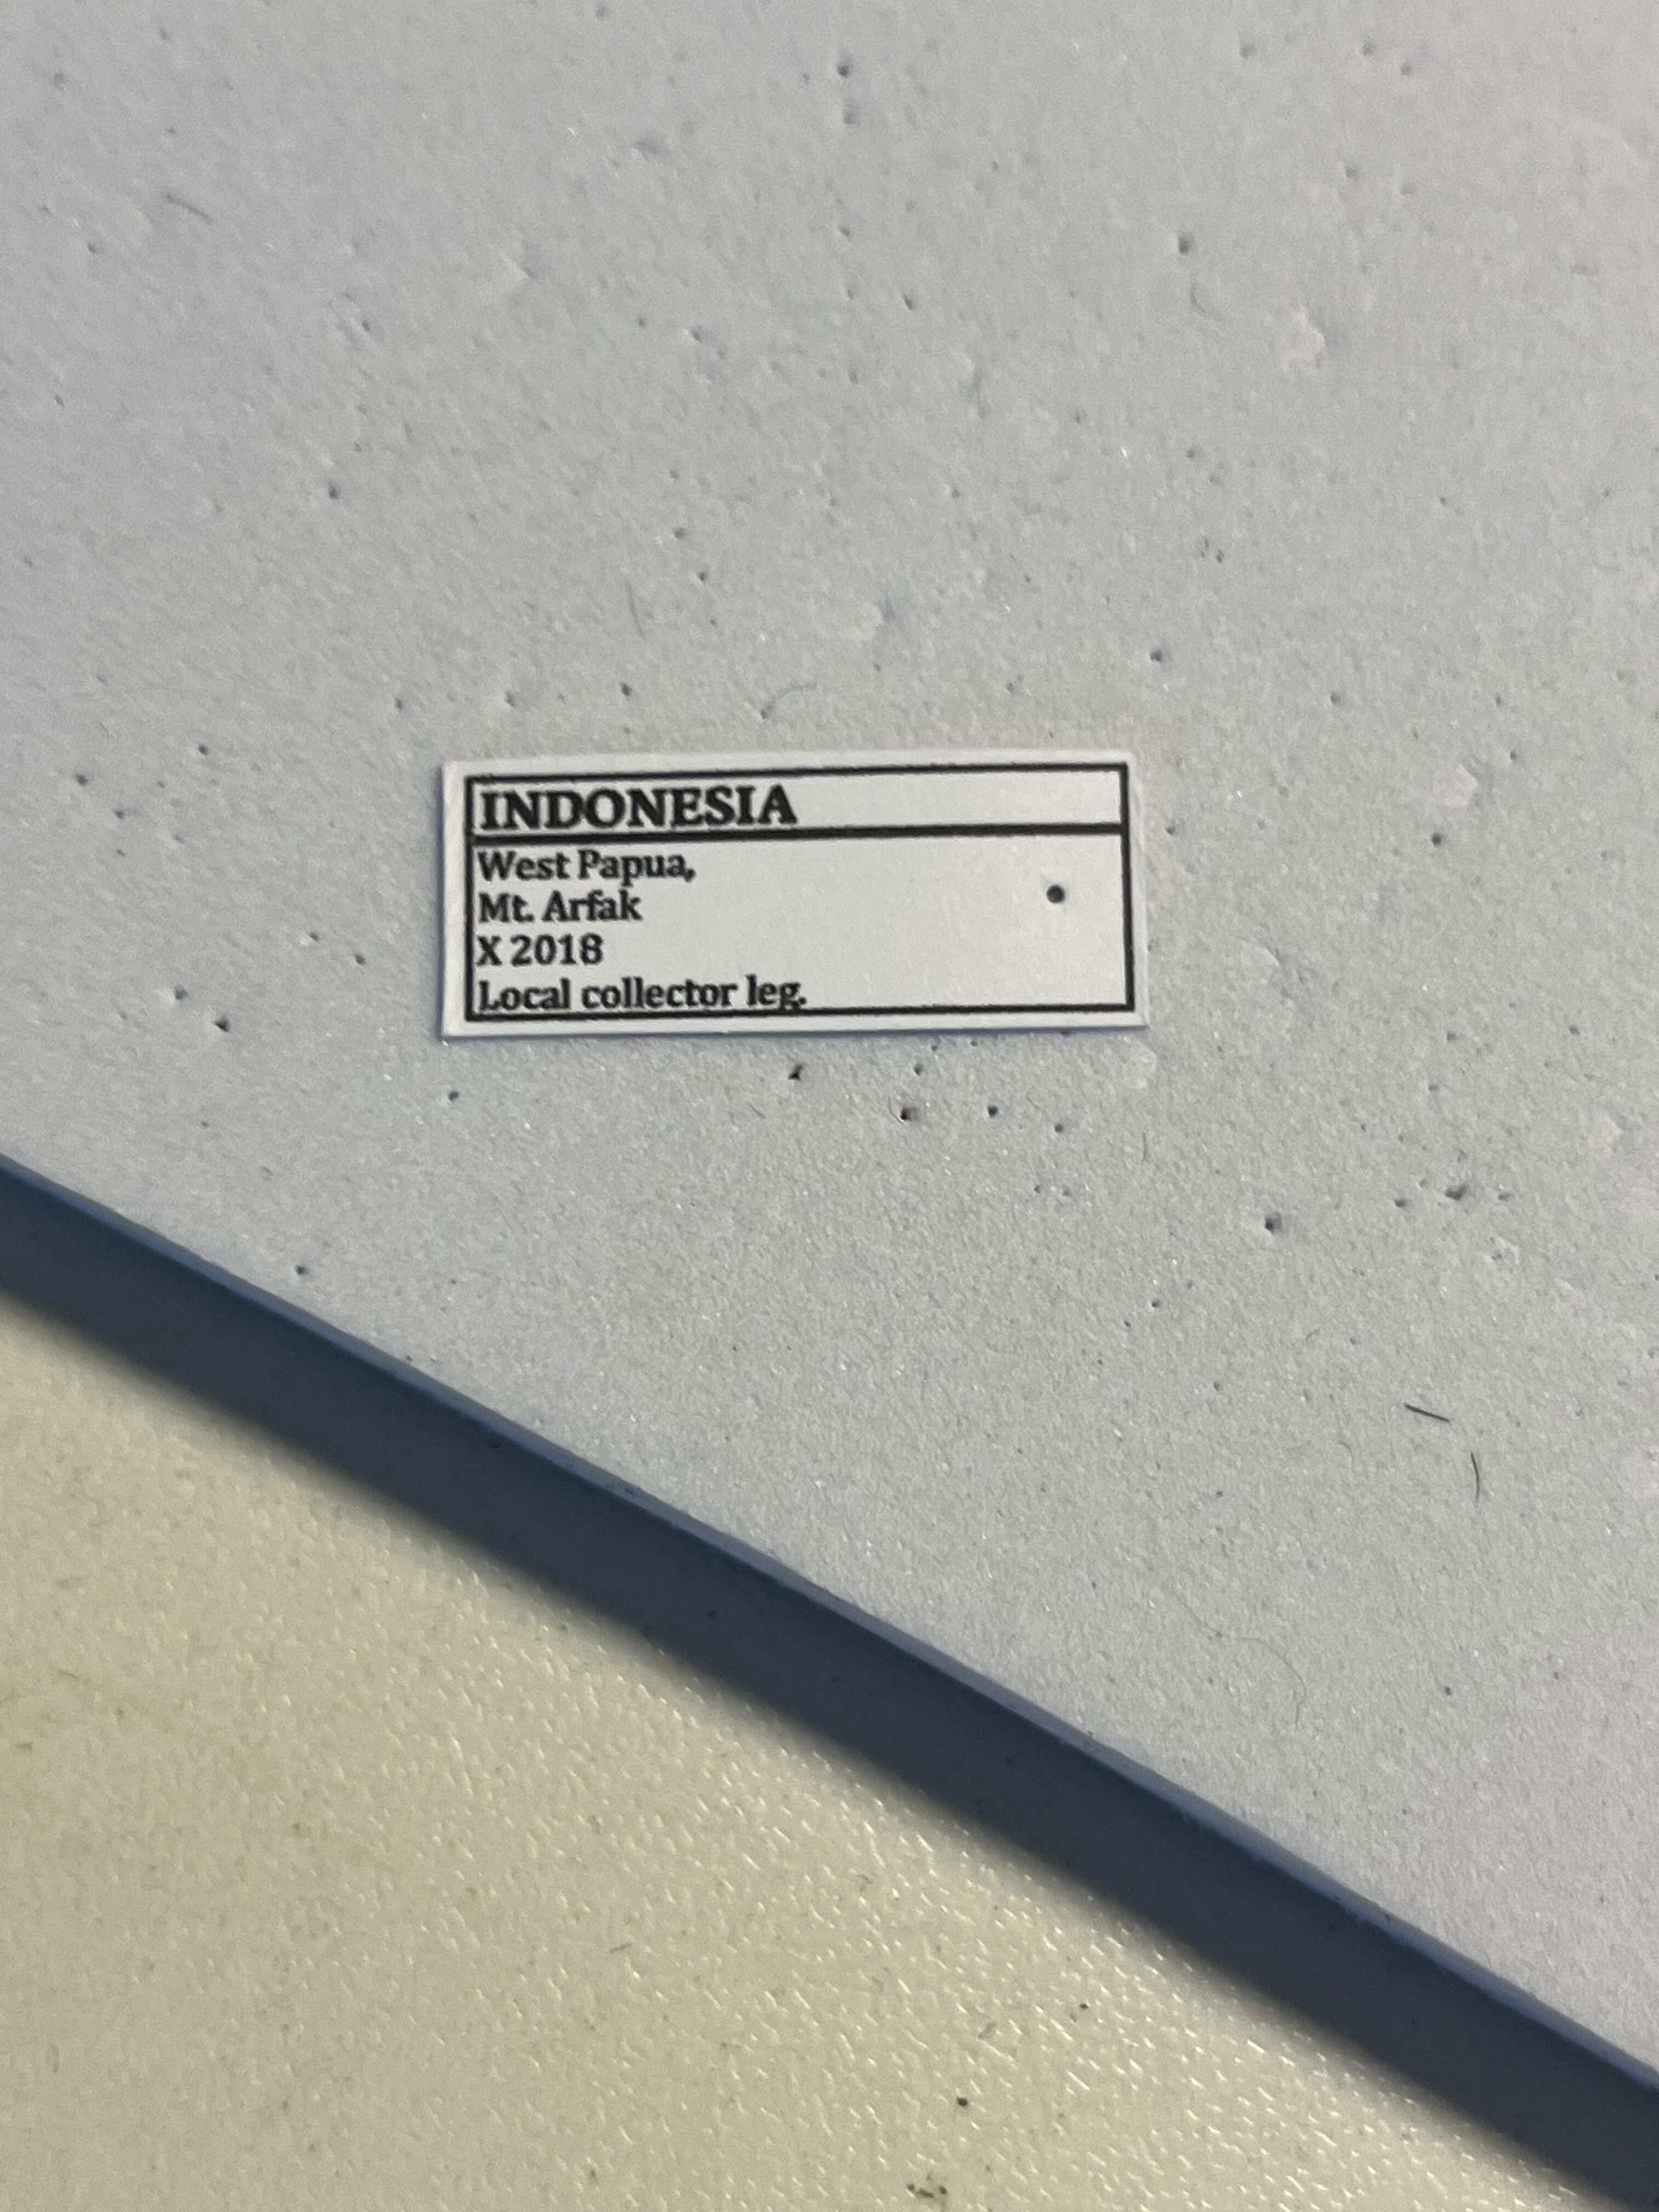 INDONESIA
West Papua,
Mt. Arfak
X 2018
Local collector leg.